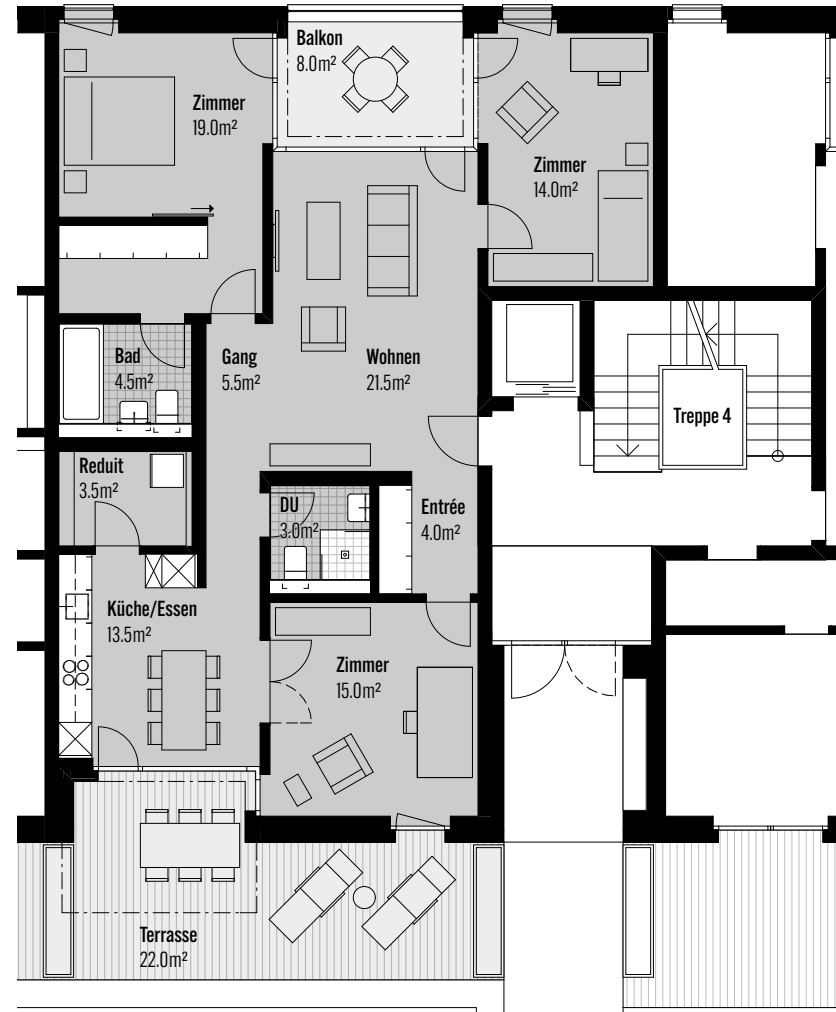 Balkon
8.0m²
Zimmer
19.0m²
Zimmer
14.0m²
Bad
4.5m²
Gang
5.5m²
Wohnen
21.5m²
Treppe 4
Reduit
3.5m²
DU
3.0m²
Entrée
4.0m²
Küche/Essen
13.5m²
Zimmer
15.0m²
Terrasse
22.0m²